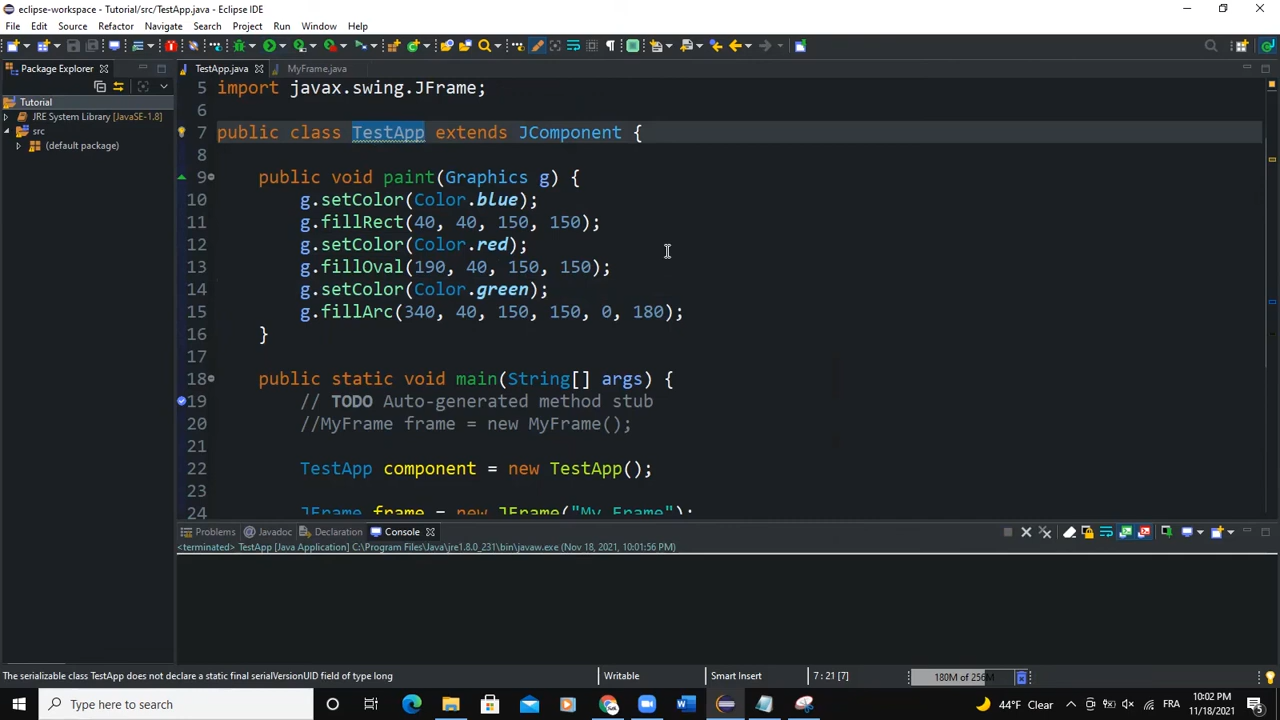 eclipse-workspace - Tutorial/src/TestApp.java - Eclipse IDE
File Edit Source Refactor Navigate Search Project Run Window Help
Package Explorer
TestApp.java
MyFrame.java
Tutorial
JRE System Library [JavaSE-1.8]
src
(default package)
5 import javax.swing.JFrame;
6
7 public class TestApp extends JComponent {
8
9 public void paint(Graphics g) {
10 g.setColor(Color.blue);
11 g.fillRect(40, 40, 150, 150);
12 g.setColor(Color.red);
13 g.fillOval(190, 40, 150, 150);
14 g.setColor(Color.green);
15 g.fillArc(340, 40, 150, 150, 0, 180);
16 }
17
18 public static void main(String[] args) {
19 // TODO Auto-generated method stub
20 //MyFrame frame = new MyFrame();
21
22 TestApp component = new TestApp();
23
24 JFrame frame = new JFrame("My Frame");
Problems Javadoc Declaration Console
<terminated> TestApp [Java Application] C:\Program Files\Java\jre1.8.0_231\bin\javaw.exe (Nov 18, 2021, 10:01:56 PM)
The serializable class TestApp does not declare a static final serialVersionUID field of type long
Writable
Smart Insert
7 : 21 [7]
180M of 256M
Type here to search
44°F Clear
FRA
10:02 PM
11/18/2021